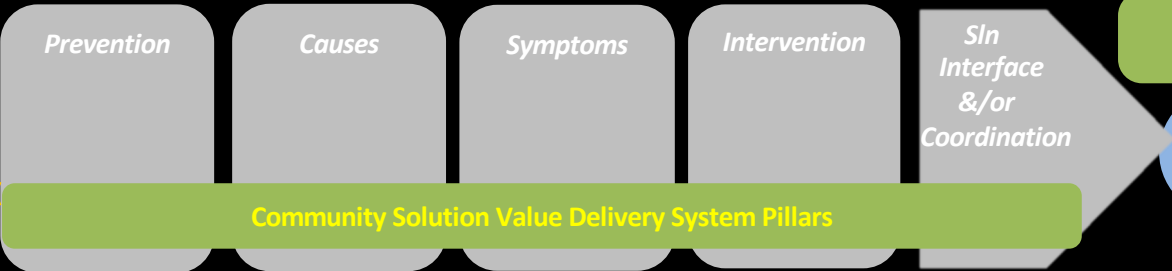 Prevention
Causes
Symptoms
Intervention
Sln
Interface
&/or
Coordination
Community Solution Value Delivery System Pillars